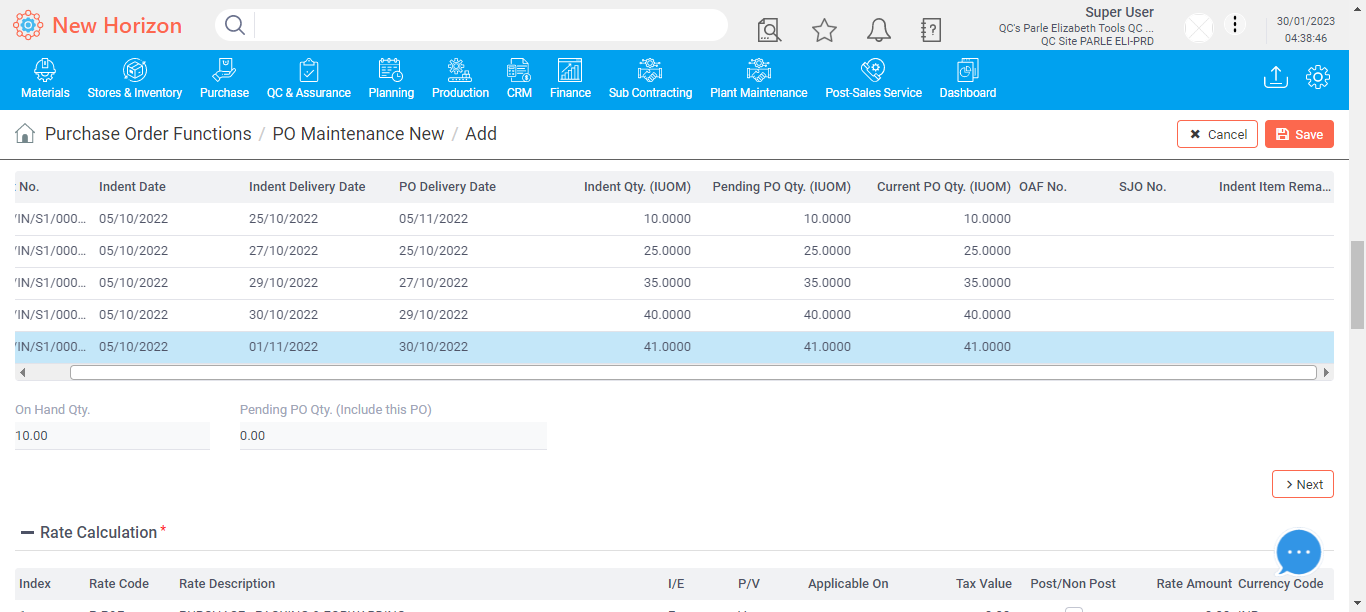 New Horizon
Super User
QC's Parle Elizabeth Tools QC ...
QC Site PARLE ELI-PRD
30/01/2023
04:38:46
Materials Stores & Inventory Purchase QC & Assurance Planning Production CRM Finance Sub Contracting Plant Maintenance Post-Sales Service Dashboard
Purchase Order Functions / PO Maintenance New / Add
Cancel Save
No. Indent Date Indent Delivery Date PO Delivery Date Indent Qty. (IUOM) Pending PO Qty. (IUOM) Current PO Qty. (IUOM) OAF No. SJO No. Indent Item Rema...
/IN/S1/000... 05/10/2022 25/10/2022 05/11/2022 10.0000 10.0000 10.0000
/IN/S1/000... 05/10/2022 27/10/2022 25/10/2022 25.0000 25.0000 25.0000
/IN/S1/000... 05/10/2022 29/10/2022 27/10/2022 35.0000 35.0000 35.0000
/IN/S1/000... 05/10/2022 30/10/2022 29/10/2022 40.0000 40.0000 40.0000
/IN/S1/000... 05/10/2022 01/11/2022 30/10/2022 41.0000 41.0000 41.0000
On Hand Qty. Pending PO Qty. (Include this PO)
10.00 0.00
> Next
Rate Calculation *
Index Rate Code Rate Description I/E P/V Applicable On Tax Value Post/Non Post Rate Amount Currency Code